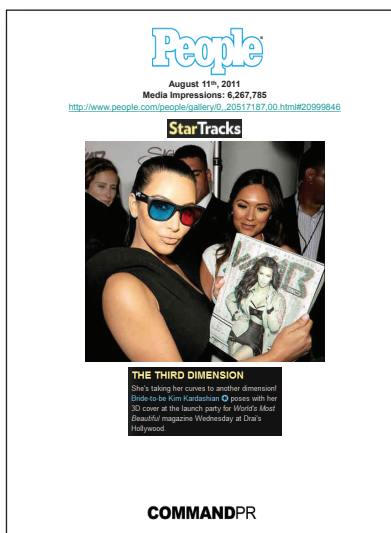 People
August 11th, 2011
Media Impressions: 6,267,785
http://www.people.com/people/gallery/0,,20517187,00.html#20999846
StarTracks
THE THIRD DIMENSION
She's taking her curves to another dimension!
Bride-to-be Kim Kardashian poses with her
3D cover at the launch party for World's Most
Beautiful magazine Wednesday at Drai's
Hollywood.
COMMANDPR